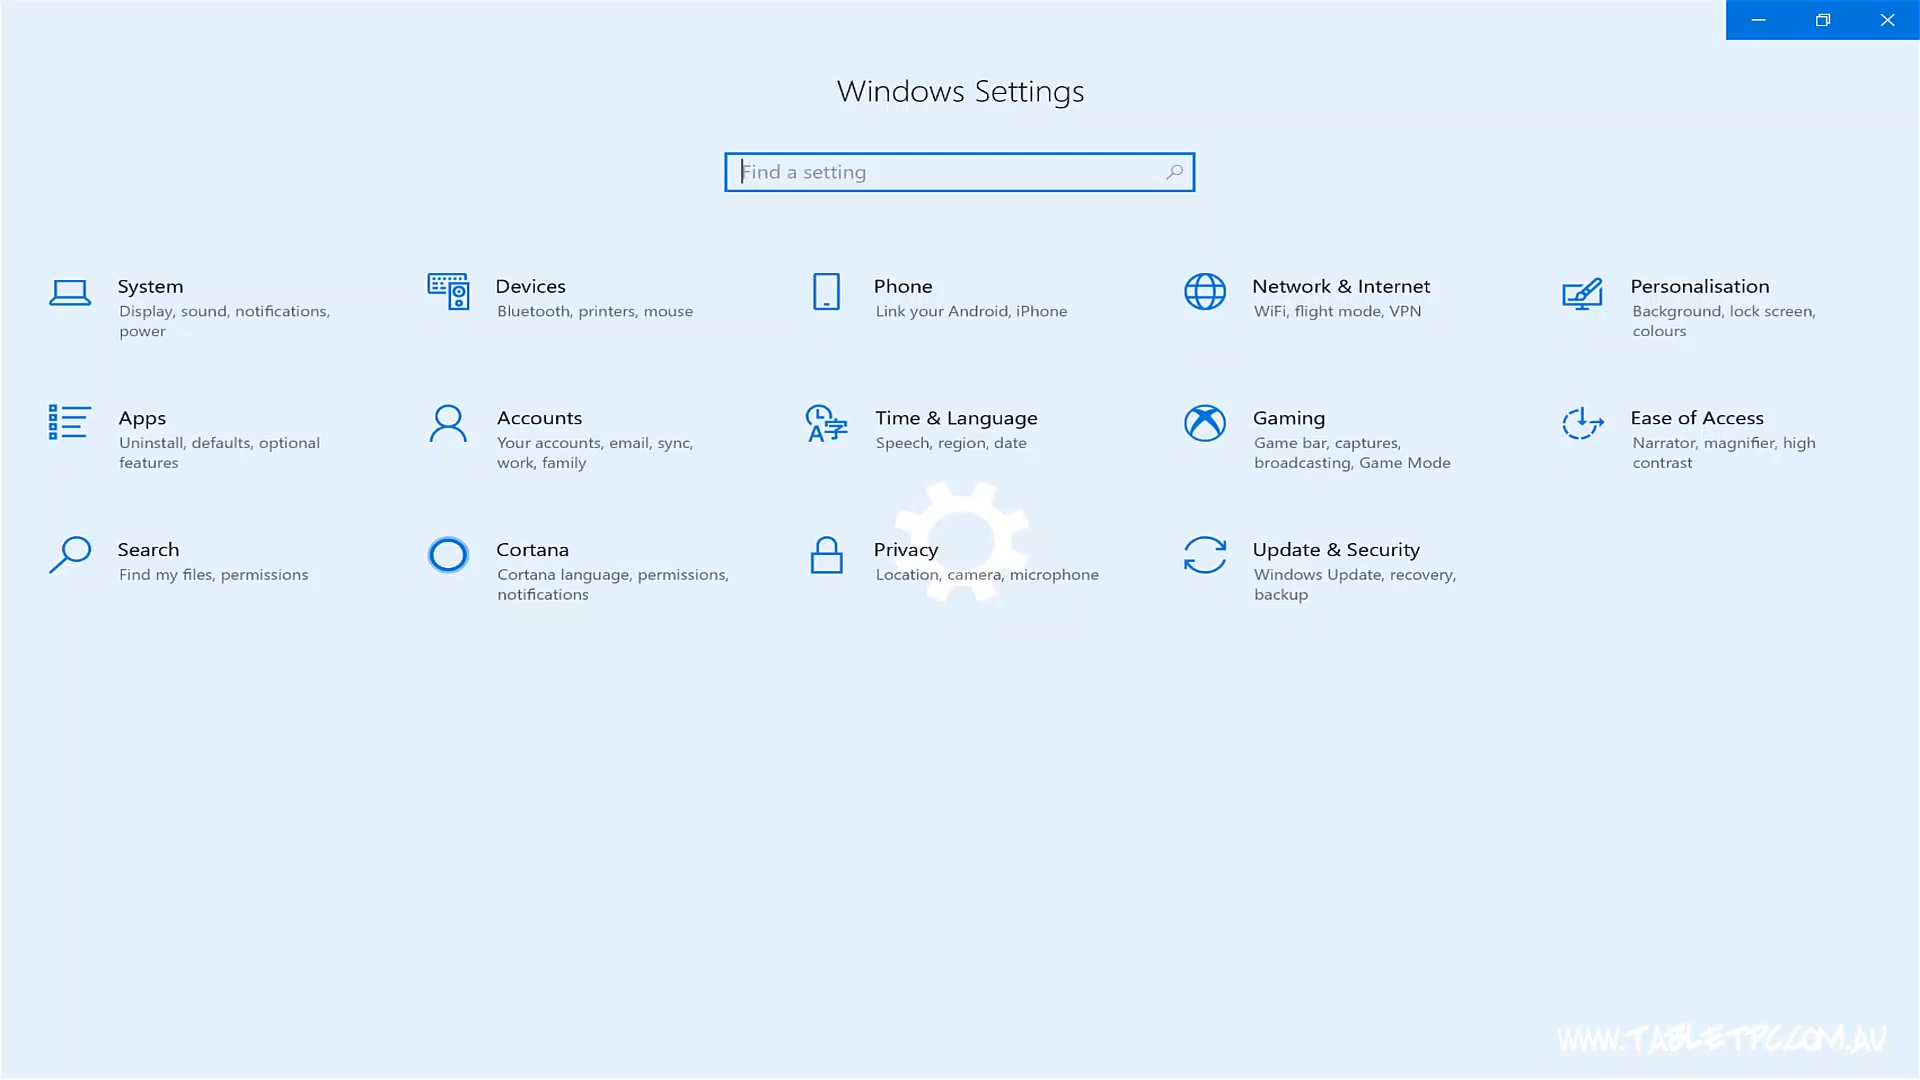 Windows Settings
Find a setting
System
Display, sound, notifications,
power
Devices
Bluetooth, printers, mouse
Phone
Link your Android, iPhone
Network & Internet
WiFi, flight mode, VPN
Personalisation
Background, lock screen,
colours
Apps
Uninstall, defaults, optional
features
Accounts
Your accounts, email, sync,
work, family
Time & Language
Speech, region, date
Gaming
Game bar, captures,
broadcasting, Game Mode
Ease of Access
Narrator, magnifier, high
contrast
Search
Find my files, permissions
Cortana
Cortana language, permissions,
notifications
Privacy
Location, camera, microphone
Update & Security
Windows Update, recovery,
backup
WWW.TABLETPC.COM.AU